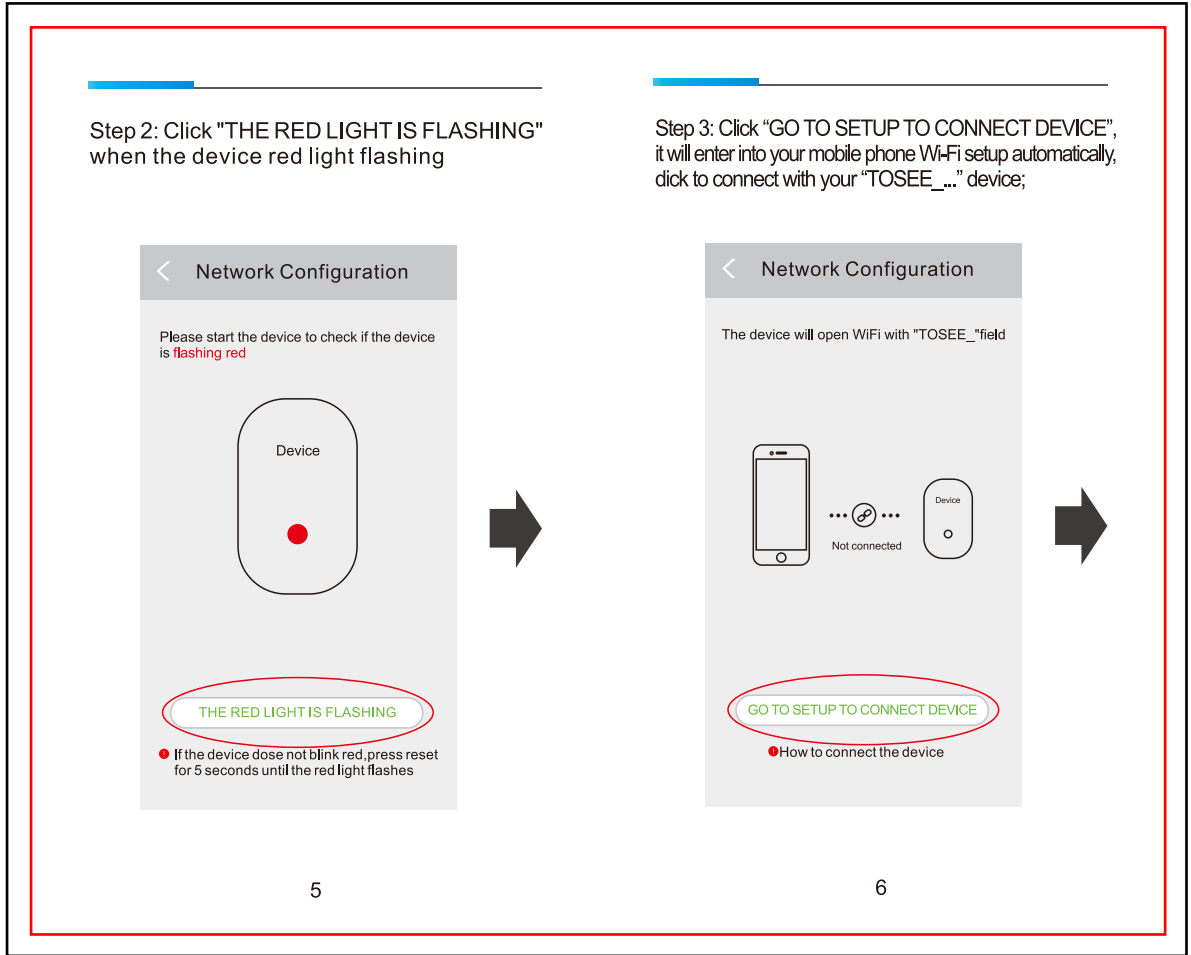 Step 2: Click "THE RED LIGHT IS FLASHING"
when the device red light flashing
Network Configuration
Please start the device to check if the device
is flashing red
Device
THE RED LIGHT IS FLASHING
If the device dose not blink red,press reset
for 5 seconds until the red light flashes
5
Step 3: Click “GO TO SETUP TO CONNECT DEVICE”,
it will enter into your mobile phone Wi-Fi setup automatically,
dick to connect with your “TOSEE_...” device;
Network Configuration
The device will open WiFi with "TOSEE_"field
Device
Not connected
GO TO SETUP TO CONNECT DEVICE
How to connect the device
6